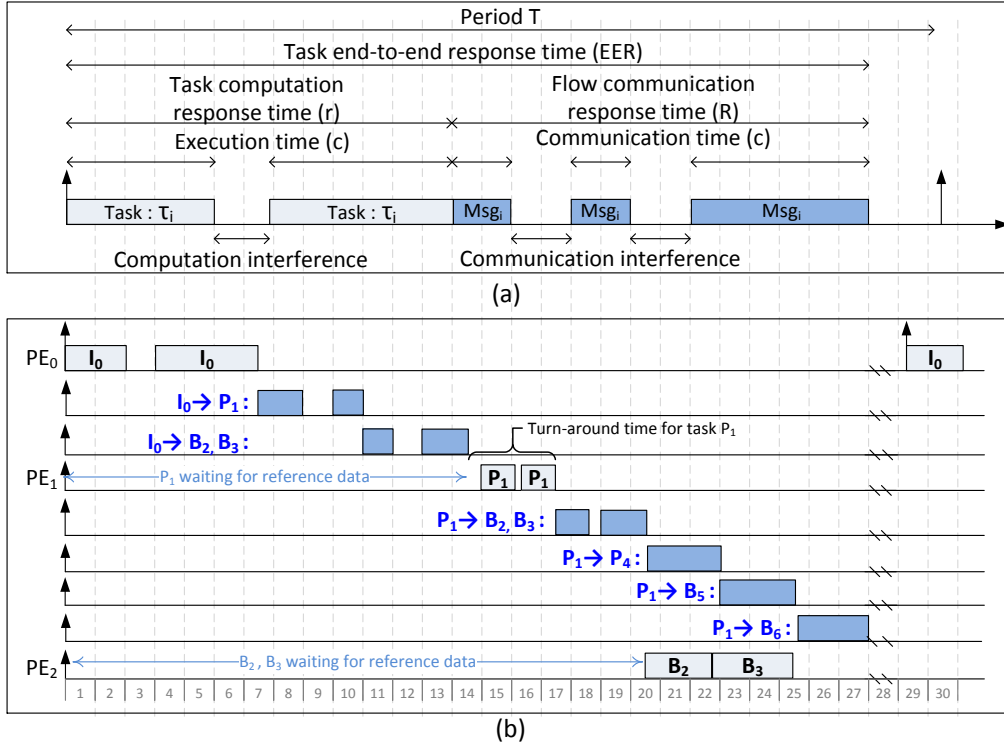 Period T
Task end-to-end response time (EER)
Task computation
response time (r)
Flow communication
response time (R)
Execution time (c)
Communication time (c)
Task : τi
Task : τi
Msgi
Msgi
Msgi
Computation interference
Communication interference
(a)
PE0
I0
I0
I0
I0→ P1 :
I0→ B2, B3 :
Turn-around time for task P1
PE1
P1 waiting for reference data
P1
P1
P1→ B2, B3 :
P1→ P4 :
P1→ B5 :
P1→ B6 :
PE2
B2 , B3 waiting for reference data
B2
B3
1 2 3 4 5 6 7 8 9 10 11 12 13 14 15 16 17 18 19 20 21 22 23 24 25 26 27 28 29 30
(b)